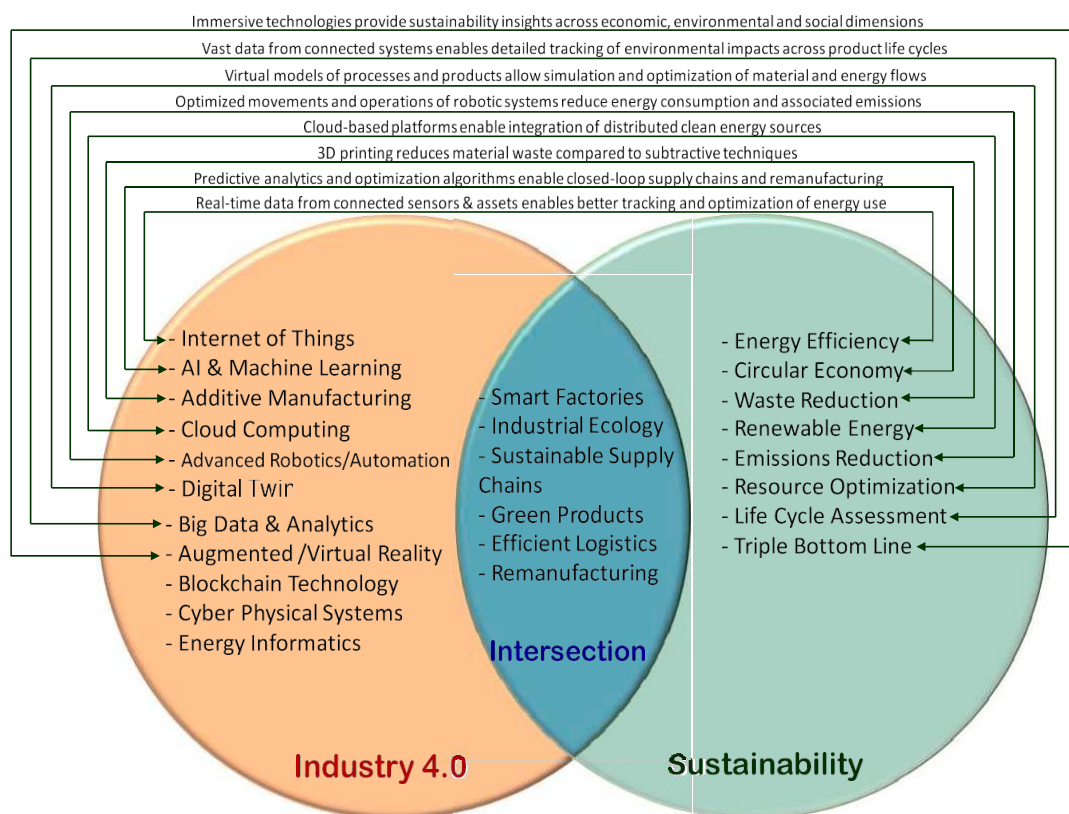 Immersive technologies provide sustainability insights across economic, environmental and social dimensions
Vast data from connected systems enables detailed tracking of environmental impacts across product life cycles
Virtual models of processes and products allow simulation and optimization of material and energy flows
Optimized movements and operations of robotic systems reduce energy consumption and associated emissions
Cloud-based platforms enable integration of distributed clean energy sources
3D printing reduces material waste compared to subtractive techniques
Predictive analytics and optimization algorithms enable closed-loop supply chains and remanufacturing
Real-time data from connected sensors & assets enables better tracking and optimization of energy use
- Internet of Things
- AI & Machine Learning
- Additive Manufacturing
- Cloud Computing
- Advanced Robotics/Automation
- Digital Twir
- Big Data & Analytics
- Augmented /Virtual Reality
- Blockchain Technology
- Cyber Physical Systems
- Energy Informatics
- Smart Factories
- Industrial Ecology
- Sustainable Supply
Chains
- Green Products
- Efficient Logistics
- Remanufacturing
Intersection
- Energy Efficiency
- Circular Economy
- Waste Reduction
- Renewable Energy
- Emissions Reduction
- Resource Optimization
- Life Cycle Assessment
- Triple Bottom Line
Industry 4.0
Sustainability